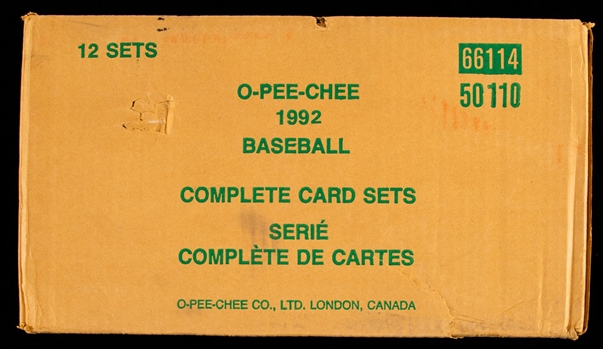 12 SETS
66114
50110
O-PEE-CHEE
1992
BASEBALL
COMPLETE CARD SETS
SERIÉ
COMPLÈTE DE CARTES
O-PEE-CHEE CO., LTD. LONDON, CANADA